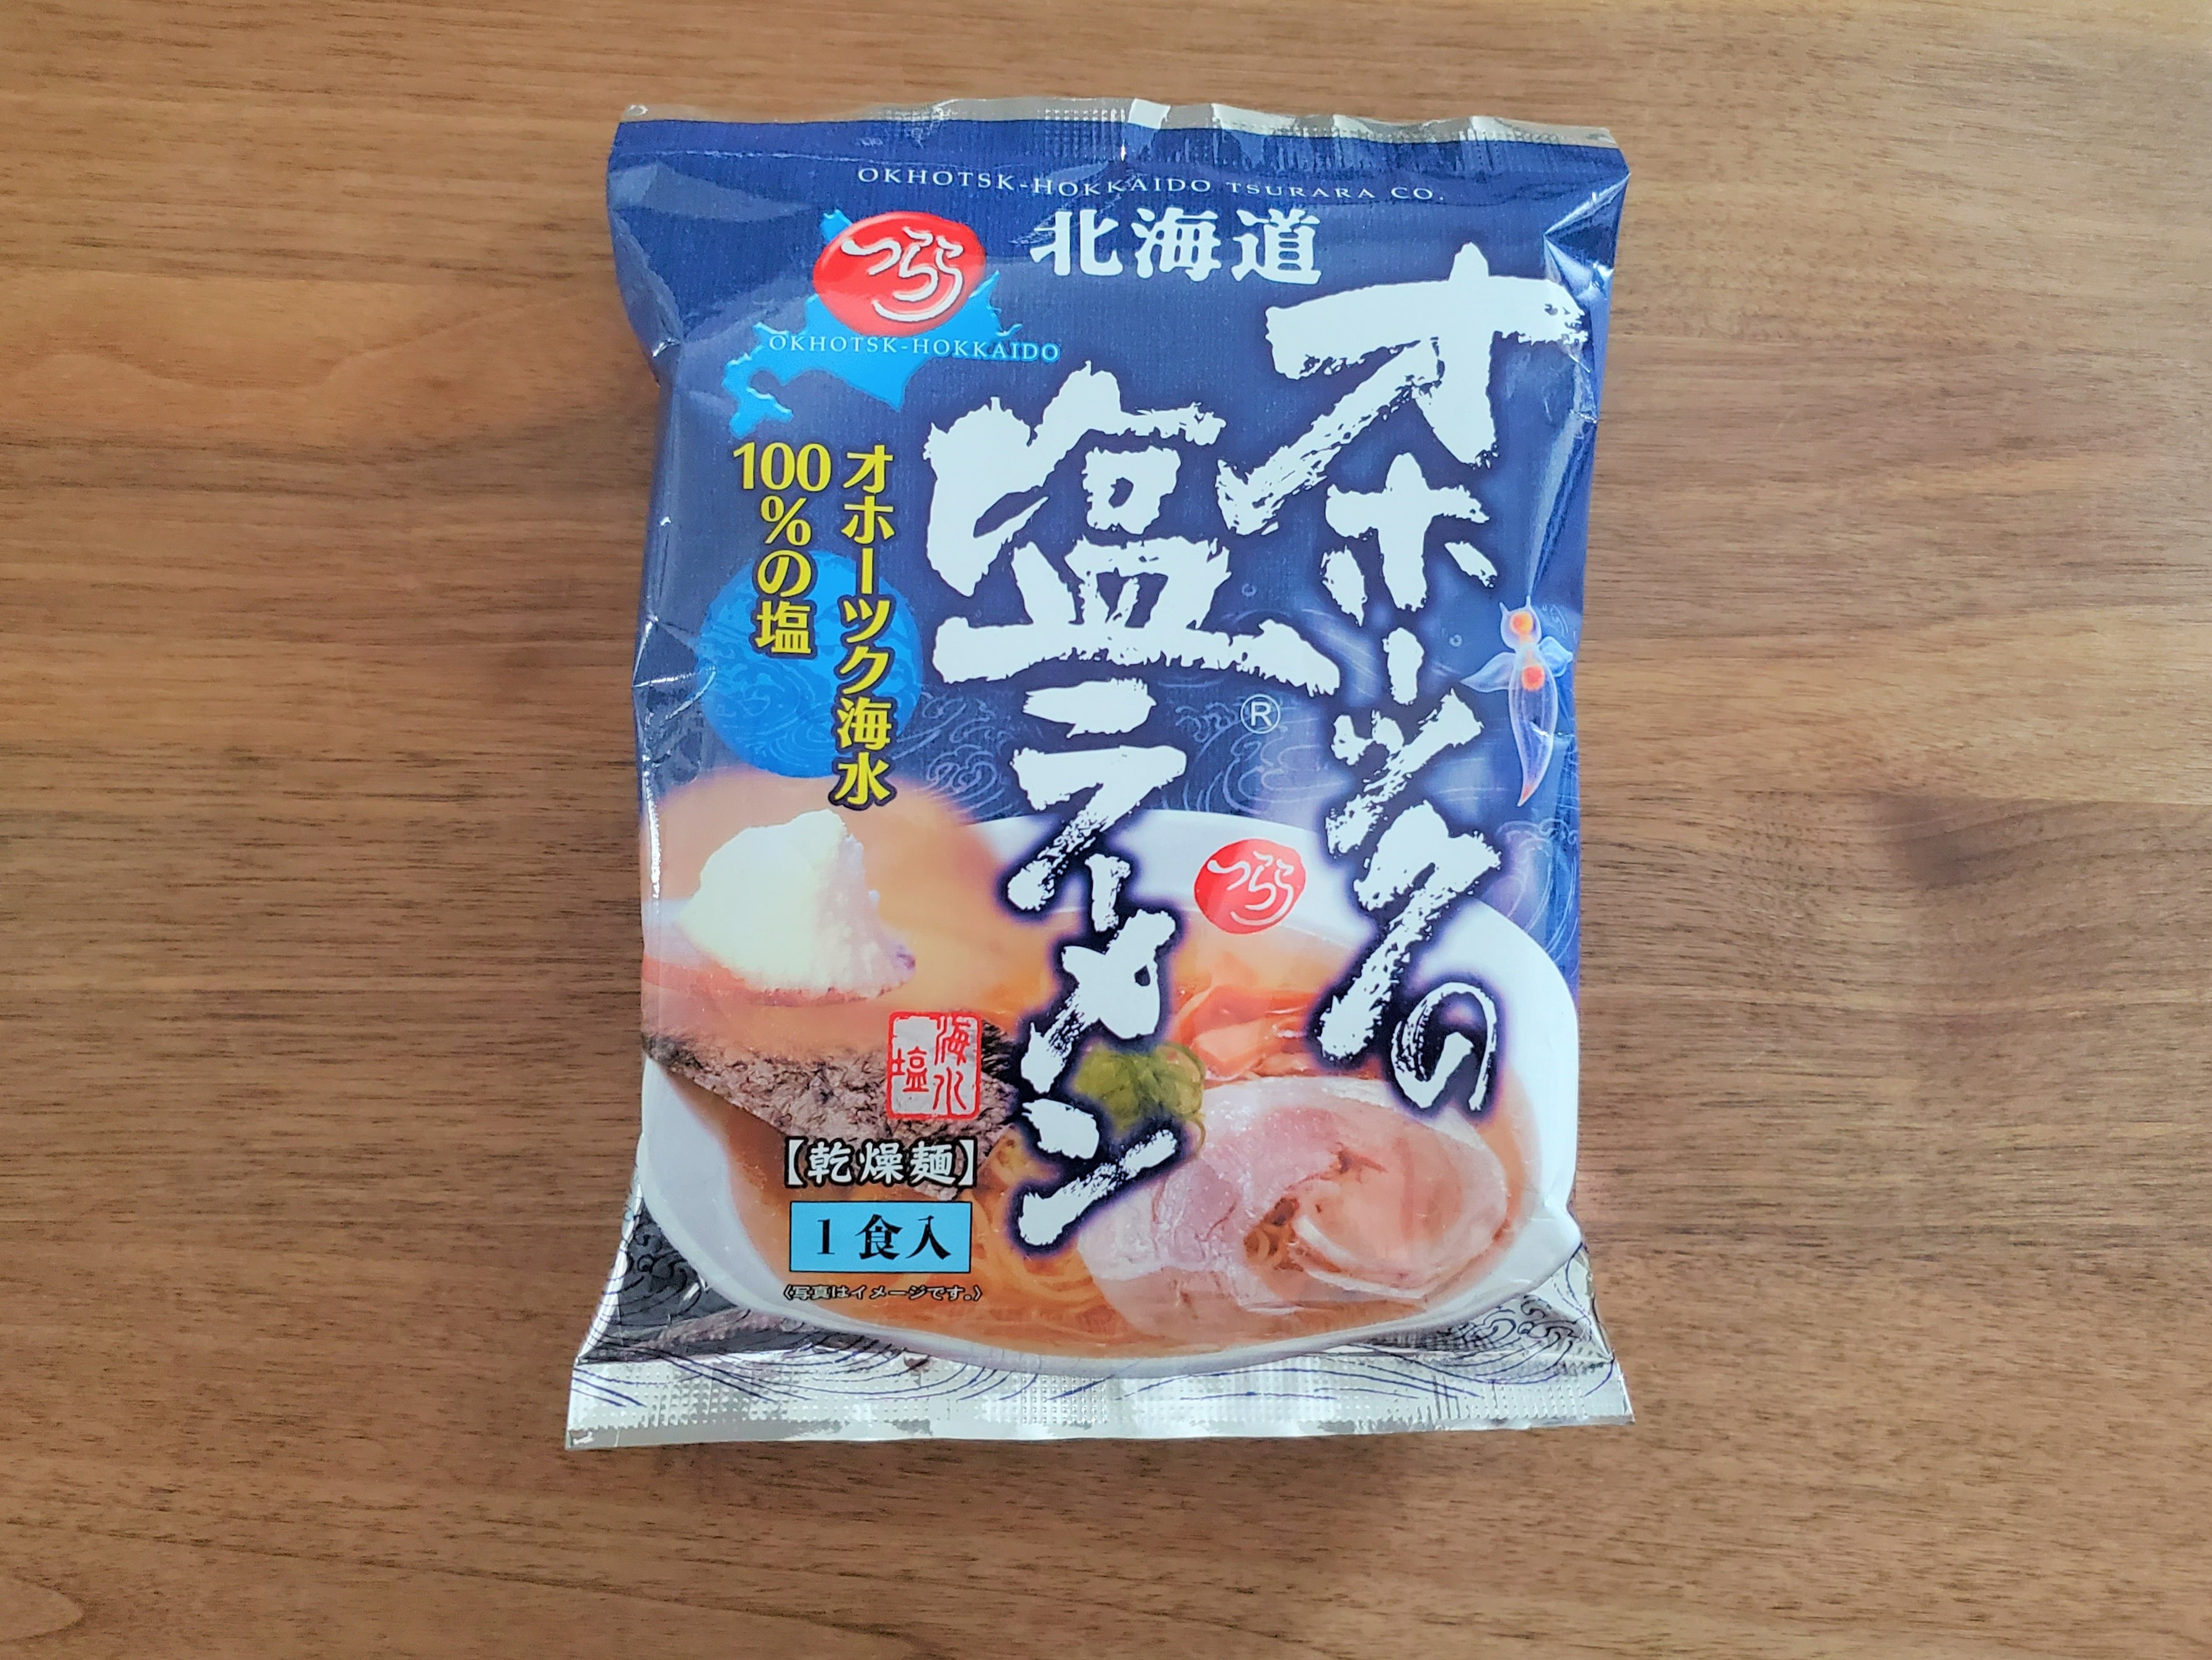 OKHOTSK-HOKKAIDO TSURARA CO.
つらら
OKHOTSK-HOKKAIDO
北海道
オホーツクの
塩ラーメン
®
オホーツク海水
100%の塩
つらら
海水
塩
【乾燥麺】
1食入
〈写真はイメージです。〉